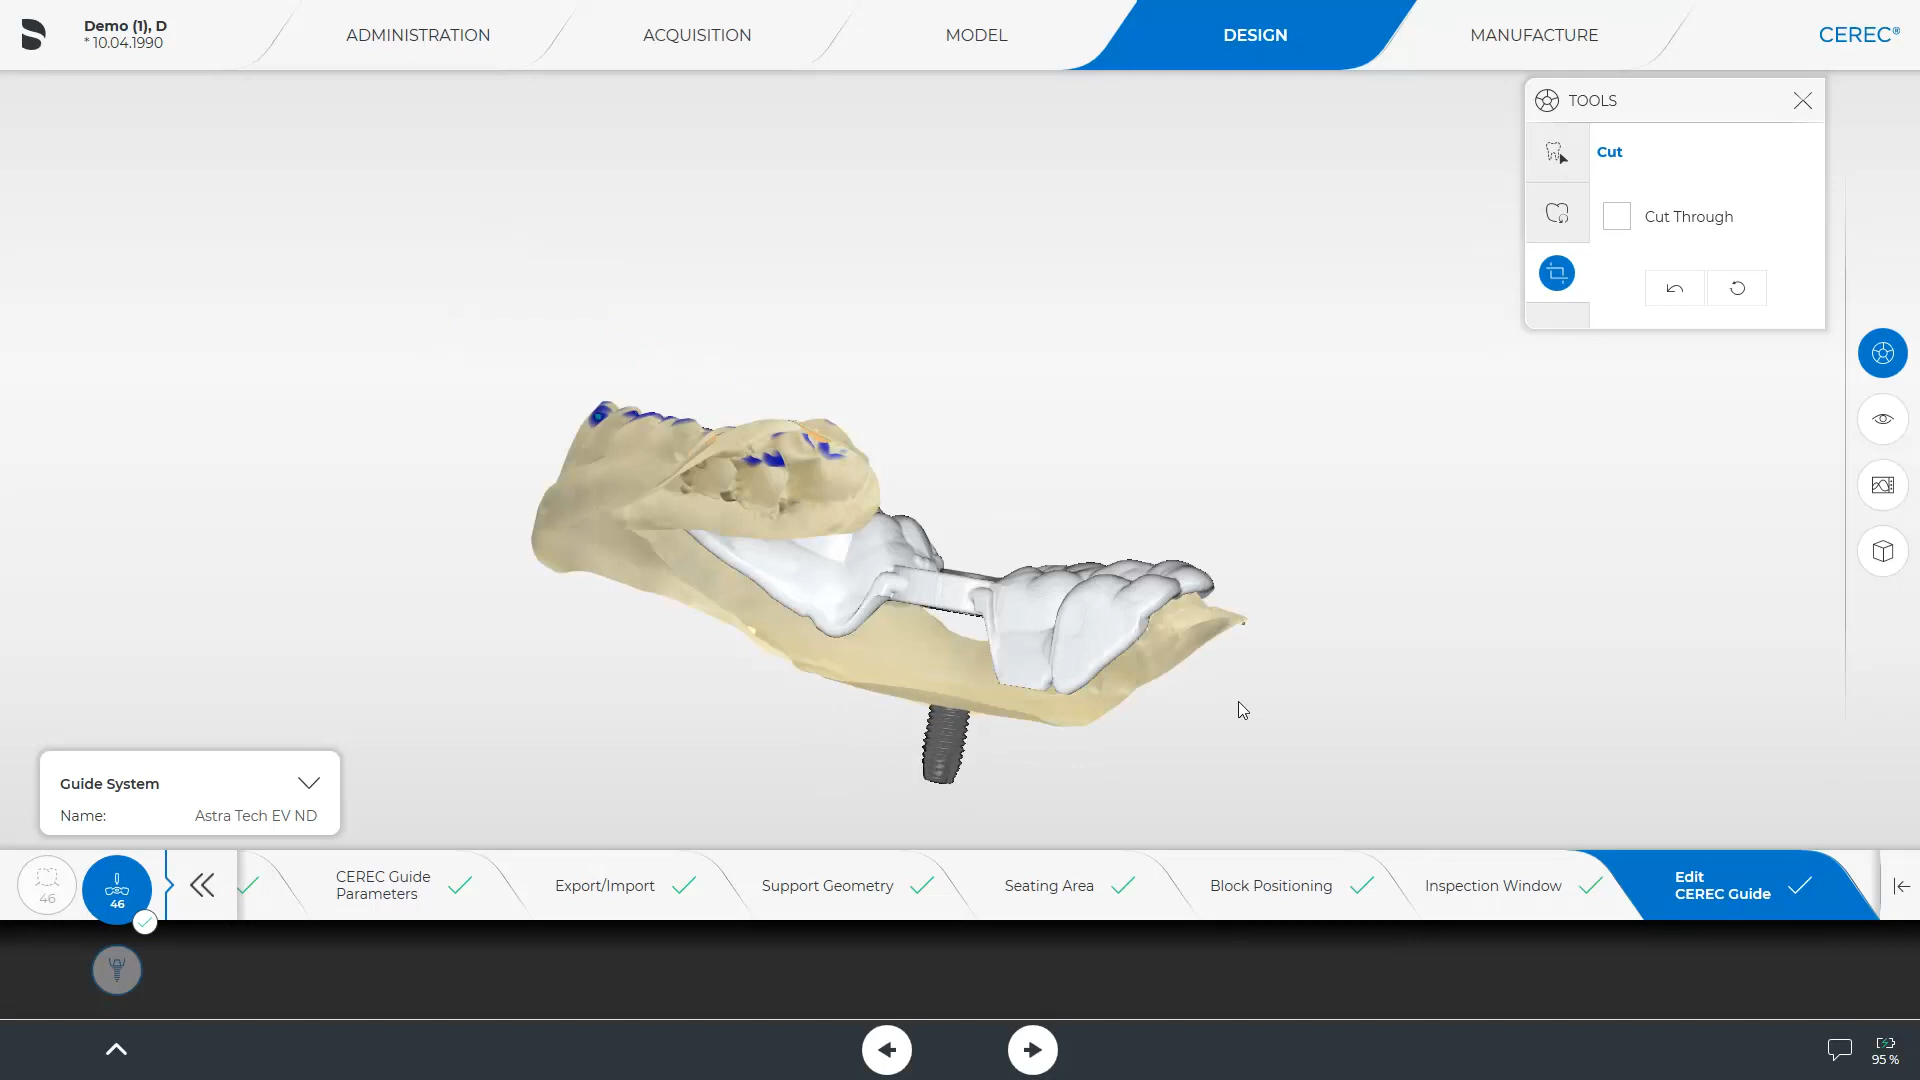 Demo (1), D
* 10.04.1990
ADMINISTRATION
ACQUISITION
MODEL
DESIGN
MANUFACTURE
CEREC®
TOOLS
Cut
Cut Through
Guide System
Name: Astra Tech EV ND
46
46
CEREC Guide
Parameters
Export/Import
Support Geometry
Seating Area
Block Positioning
Inspection Window
Edit
CEREC Guide
95 %